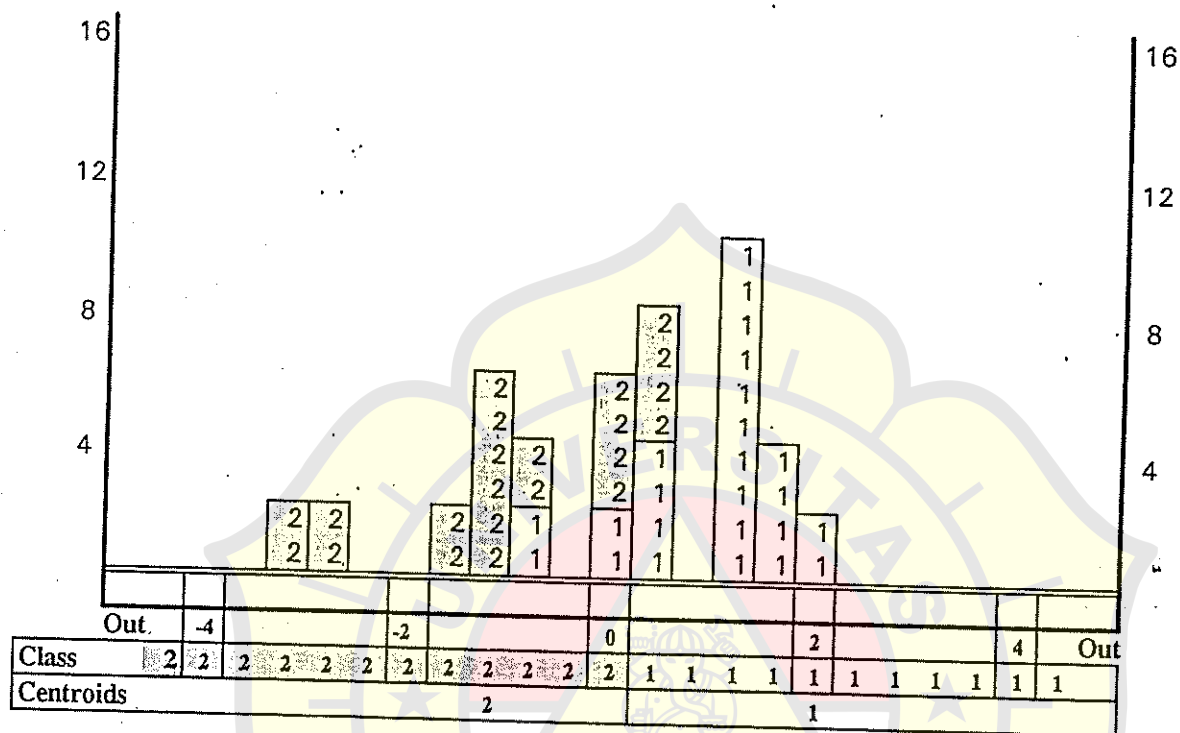 16 16
12 12
1
1
8 2 1 8
2 1
2 2 2 1
2 2 2 1
4 2 2 2 1 1 1 4
2 2 2 1 1 1
2 2 2 2 1 1 1 1 1 1
2 2 2 2 1 1 1 1 1 1
Out -4 -2 0 2 4 Out
Class 2 2 2 2 2 2 2 2 2 2 2 2 1 1 1 1 1 1 1 1 1 1 1
Centroids 2 1
UNIVERSITAS